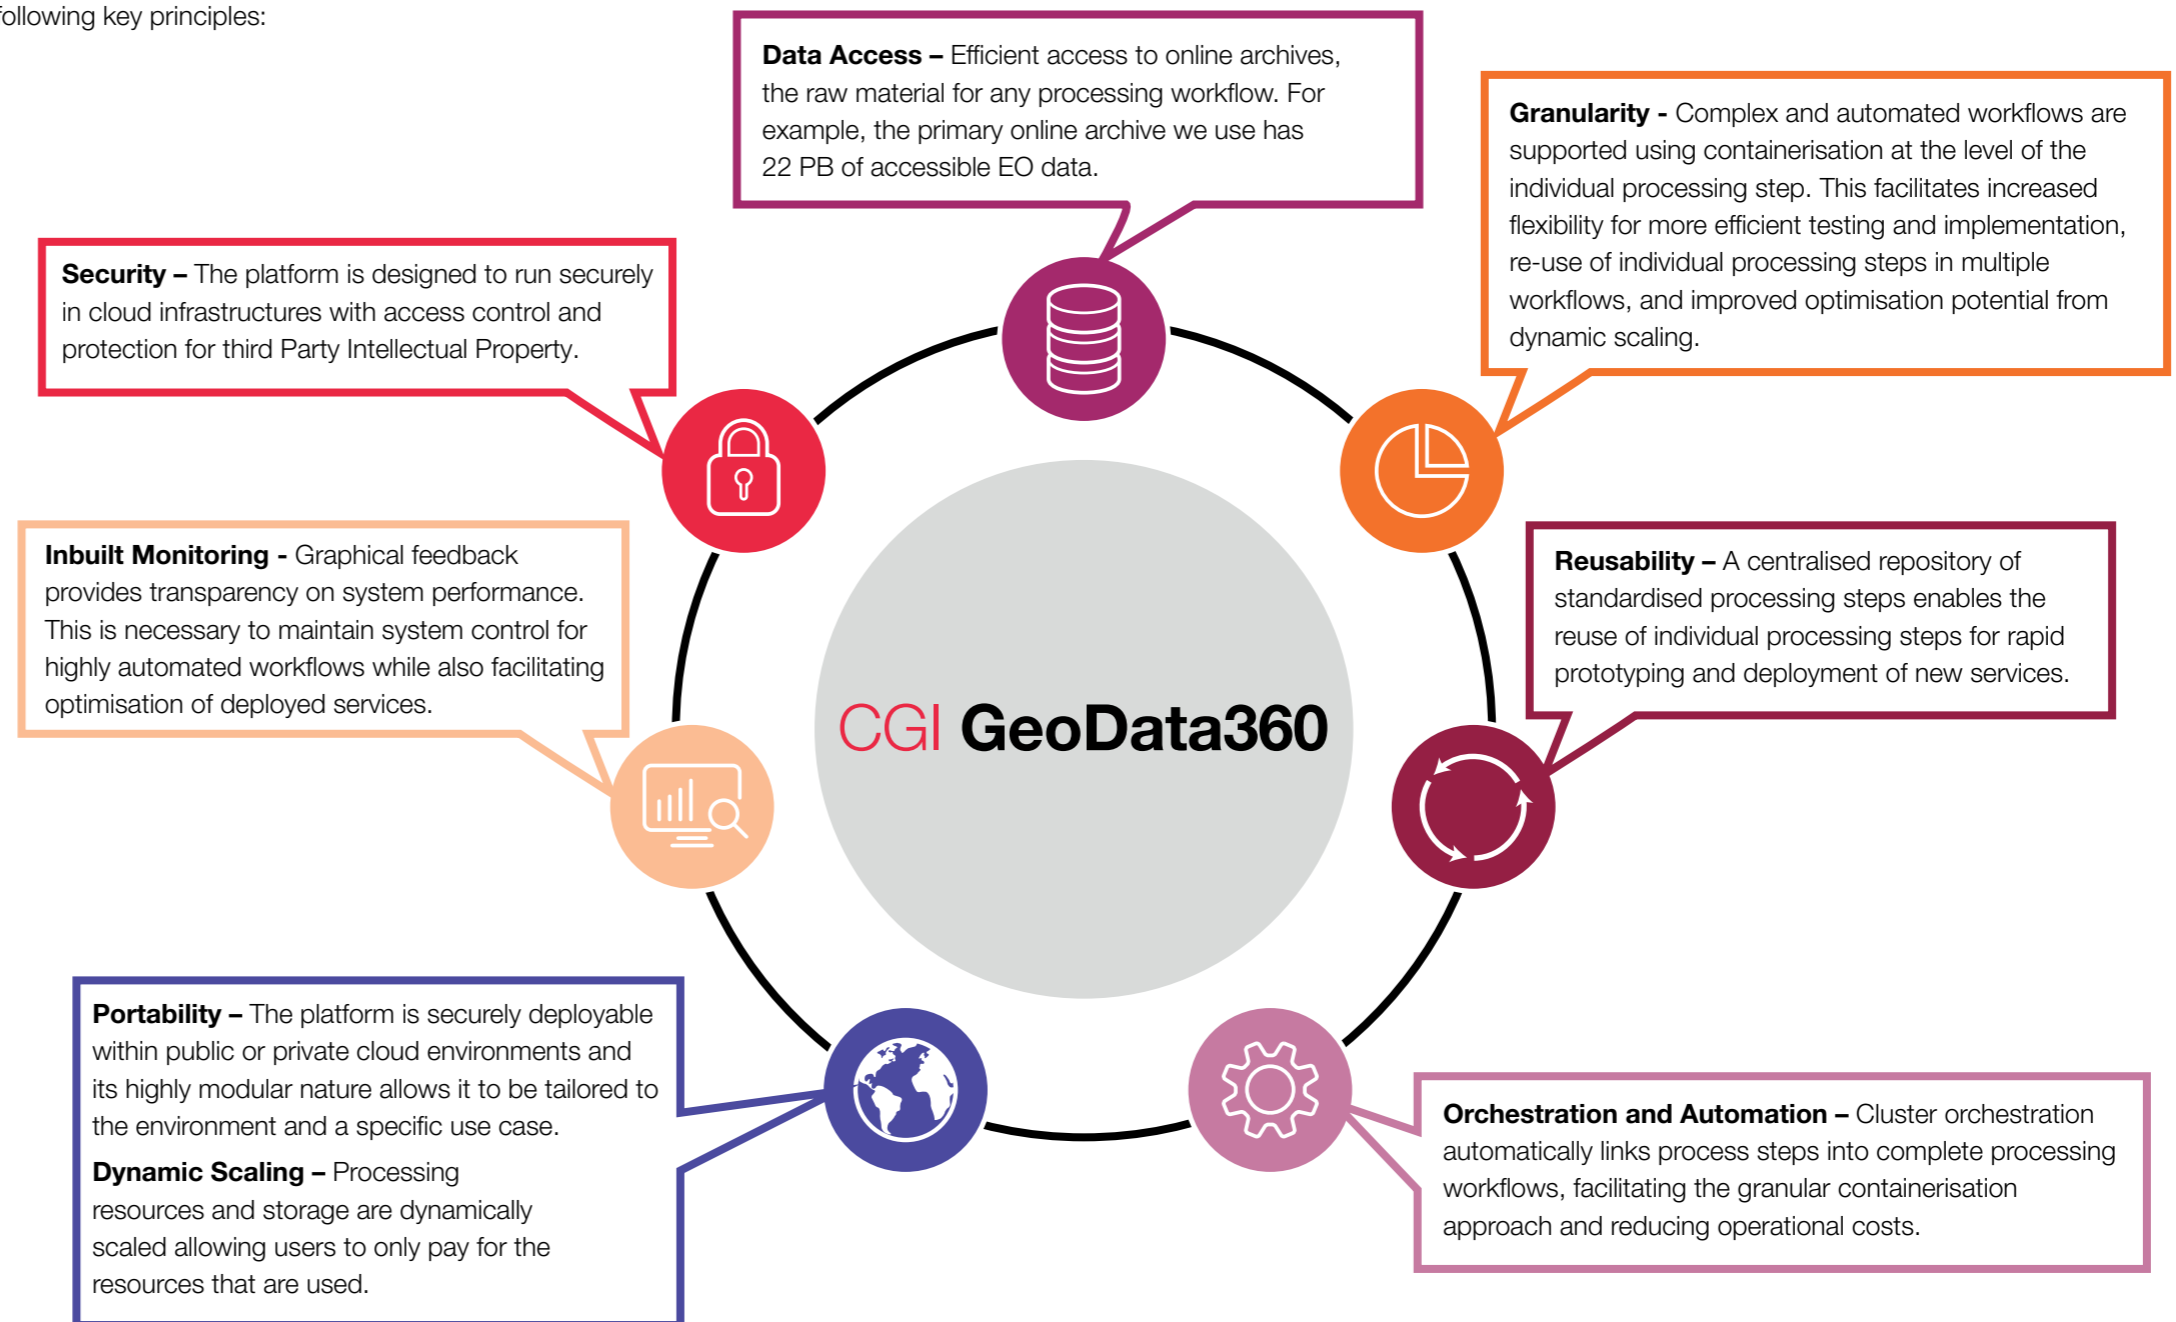 following key principles:
Data Access – Efficient access to online archives,
the raw material for any processing workflow. For
example, the primary online archive we use has
22 PB of accessible EO data.
Granularity - Complex and automated workflows are
supported using containerisation at the level of the
individual processing step. This facilitates increased
flexibility for more efficient testing and implementation,
re-use of individual processing steps in multiple
workflows, and improved optimisation potential from
dynamic scaling.
Security – The platform is designed to run securely
in cloud infrastructures with access control and
protection for third Party Intellectual Property.
Inbuilt Monitoring - Graphical feedback
provides transparency on system performance.
This is necessary to maintain system control for
highly automated workflows while also facilitating
optimisation of deployed services.
Reusability – A centralised repository of
standardised processing steps enables the
reuse of individual processing steps for rapid
prototyping and deployment of new services.
CGI GeoData360
Portability – The platform is securely deployable
within public or private cloud environments and
its highly modular nature allows it to be tailored to
the environment and a specific use case.
Dynamic Scaling – Processing
resources and storage are dynamically
scaled allowing users to only pay for the
resources that are used.
Orchestration and Automation – Cluster orchestration
automatically links process steps into complete processing
workflows, facilitating the granular containerisation
approach and reducing operational costs.